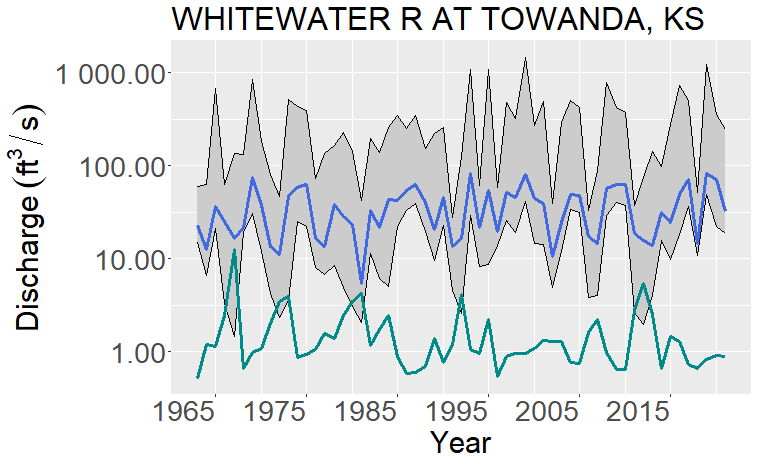 WHITEWATER R AT TOWANDA, KS
Discharge (ft³/s)
1 000.00
100.00
10.00
1.00
1965 1975 1985 1995 2005 2015
Year